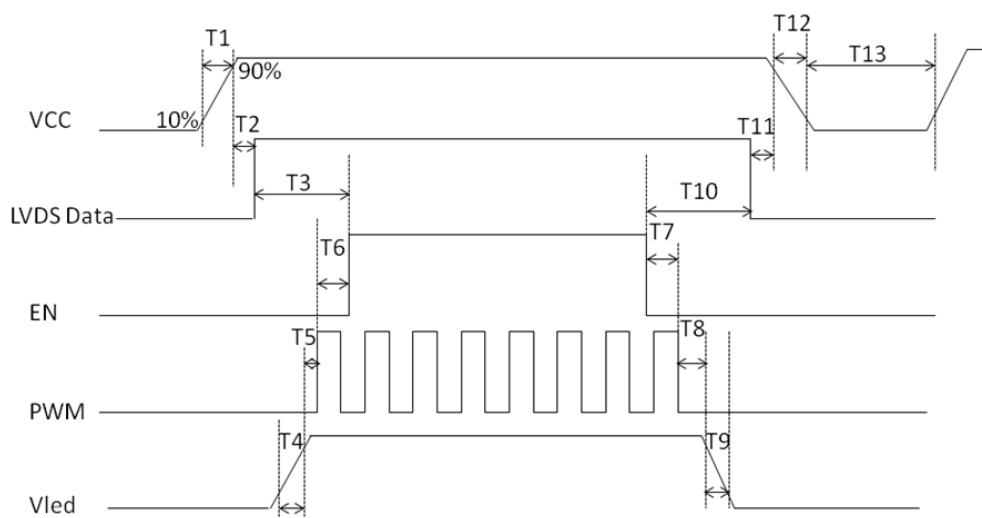 T1
T12
T13
90%
VCC
10%
T2
T11
T3
T10
LVDS Data
T6
T7
EN
T5
T8
PWM
T4
T9
Vled